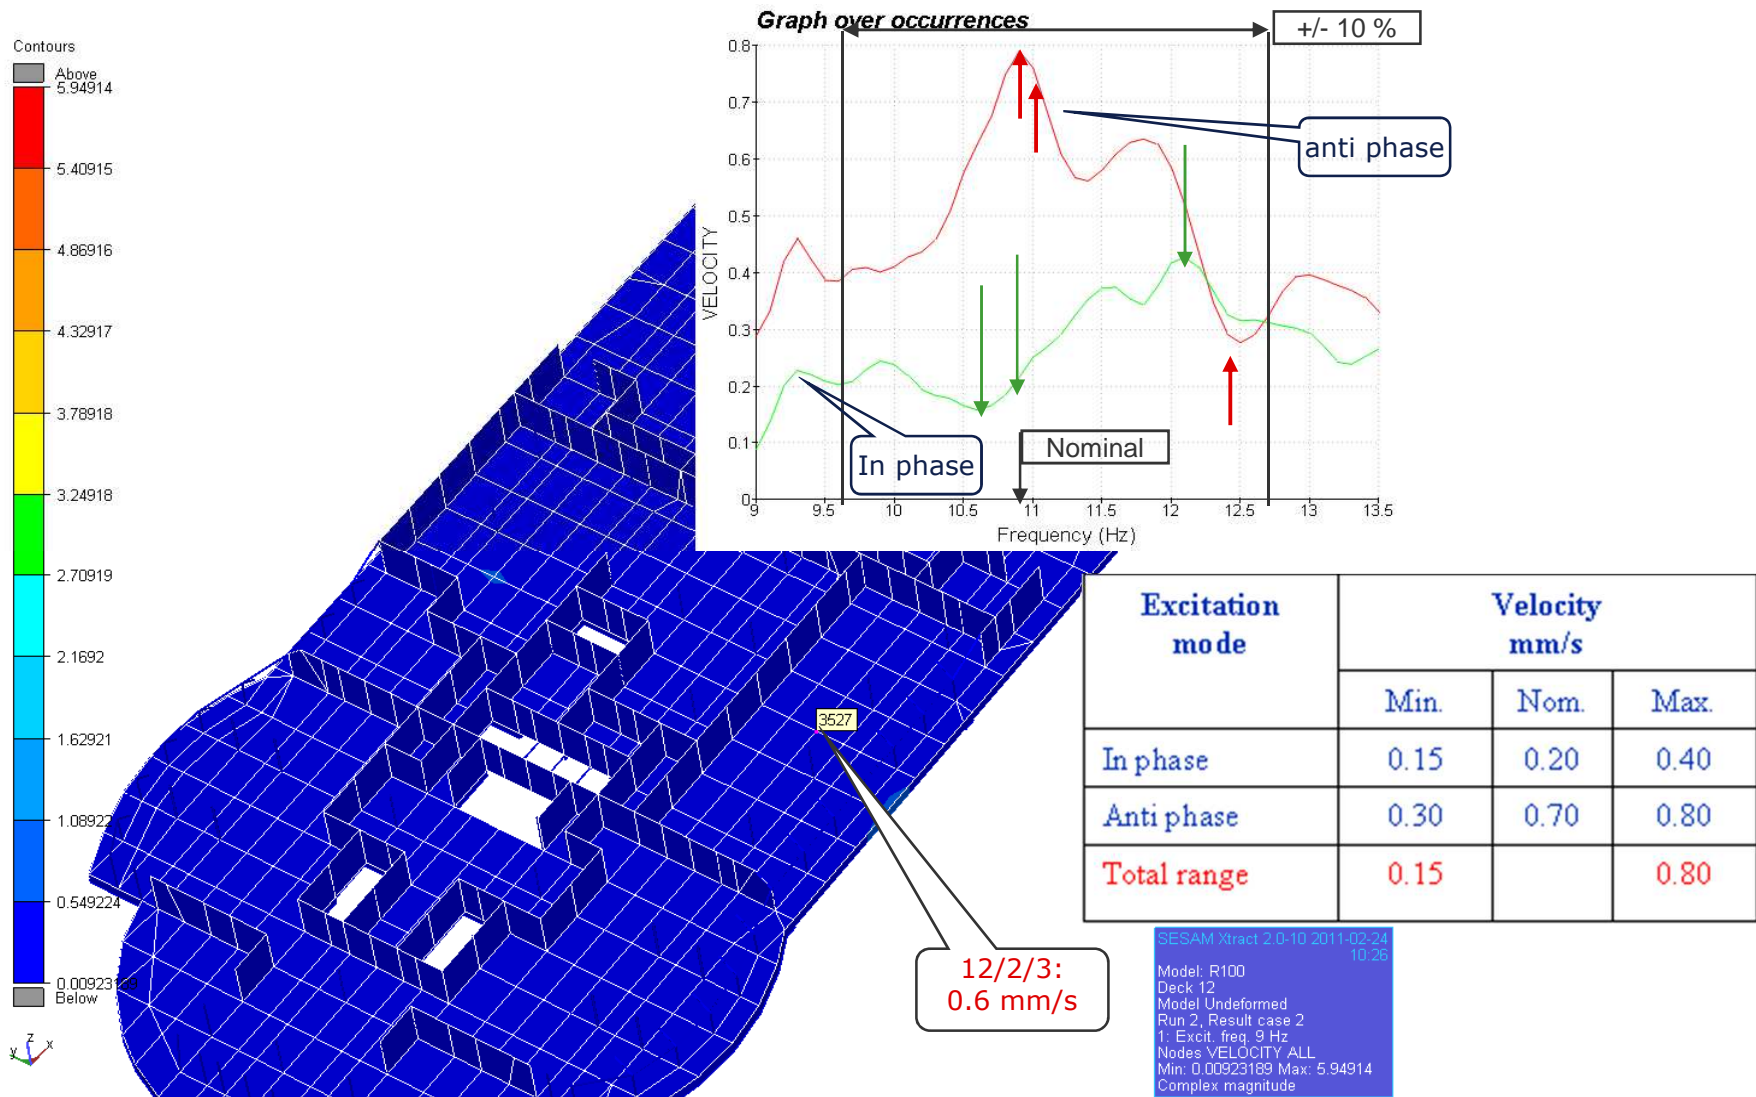 Contours
Above
5.94914
5.40915
4.86916
4.32917
3.78918
3.24918
2.70919
2.1692
1.62921
1.08922
0.549224
Below
z
y
x
Graph over occurrences
+/- 10 %
VELOCITY
0.8
0.7
0.6
0.5
0.4
0.3
0.2
0.1
0
anti phase
In phase
Nominal
9 9.5 10 10.5 11 11.5 12 12.5 13 13.5
Frequency (Hz)
3527
12/2/3:
0.6 mm/s
Excitation Velocity
mode mm/s
Min. Nom. Max.
In phase 0.15 0.20 0.40
Anti phase 0.30 0.70 0.80
Total range 0.15 0.80
SESAM Xtract 2.0-10 2011-02-24
10:26
Model: R100
Deck 12
Model Undeformed
Run 2, Result case 2
1: Excit. freq. 9 Hz
Nodes VELOCITY ALL
Min: 0.00923189 Max: 5.94914
Complex magnitude